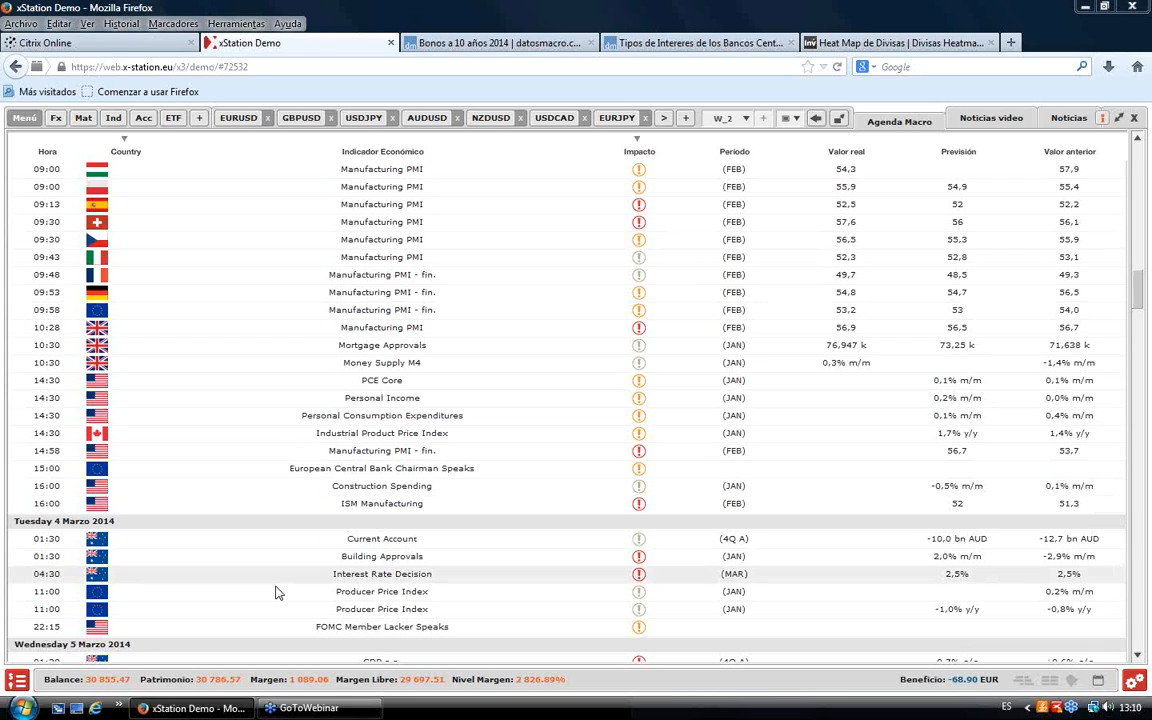 xStation Demo - Mozilla Firefox
Archivo Editar Ver Historial Marcadores Herramientas Ayuda
Citrix Online × xStation Demo × Bonos a 10 años 2014 | datosmacro.c... × Tipos de Intereres de los Bancos Cent... × Heat Map de Divisas | Divisas Heatma... × +
https://web.x-station.eu/x3/demo/#72532 Google
Más visitados Comenzar a usar Firefox
Menú Fx Mat Ind Acc ETF + EURUSD x GBPUSD x USDJPY x AUDUSD x NZDUSD x USDCAD x EURJPY x > + W_2 + Agenda Macro Noticias video Noticias
Hora Country Indicador Económico Impacto Período Valor real Previsión Valor anterior
09:00 Manufacturing PMI (FEB) 54,3 57,9
09:00 Manufacturing PMI (FEB) 55,9 54,9 55,4
09:13 Manufacturing PMI (FEB) 52,5 52 52,2
09:30 Manufacturing PMI (FEB) 57,6 56 56,1
09:30 Manufacturing PMI (FEB) 56,5 55,3 55,9
09:43 Manufacturing PMI (FEB) 52,3 52,8 53,1
09:48 Manufacturing PMI - fin. (FEB) 49,7 48,5 49,3
09:53 Manufacturing PMI - fin. (FEB) 54,8 54,7 56,5
09:58 Manufacturing PMI - fin. (FEB) 53,2 53 54,0
10:28 Manufacturing PMI (FEB) 56,9 56,5 56,7
10:30 Mortgage Approvals (JAN) 76,947 k 73,25 k 71,638 k
10:30 Money Supply M4 (JAN) 0,3% m/m -1,4% m/m
14:30 PCE Core (JAN) 0,1% m/m 0,1% m/m
14:30 Personal Income (JAN) 0,2% m/m 0,0% m/m
14:30 Personal Consumption Expenditures (JAN) 0,1% m/m 0,4% m/m
14:30 Industrial Product Price Index (JAN) 1,7% y/y 1,4% y/y
14:58 Manufacturing PMI - fin. (FEB) 56,7 53,7
15:00 European Central Bank Chairman Speaks
16:00 Construction Spending (JAN) -0,5% m/m 0,1% m/m
16:00 ISM Manufacturing (FEB) 52 51,3
Tuesday 4 Marzo 2014
01:30 Current Account (4Q A) -10,0 bn AUD -12,7 bn AUD
01:30 Building Approvals (JAN) 2,0% m/m -2,9% m/m
04:30 Interest Rate Decision (MAR) 2,5% 2,5%
11:00 Producer Price Index (JAN) 0,2% m/m
11:00 Producer Price Index (JAN) -1,0% y/y -0,8% y/y
22:15 FOMC Member Lacker Speaks
Wednesday 5 Marzo 2014
Balance: 30 855.47 Patrimonio: 30 786.57 Margen: 1 089.06 Margen Libre: 29 697.51 Nivel Margen: 2 826.89% Beneficio: -68.90 EUR
xStation Demo - Mo... GoToWebinar ES 13:10